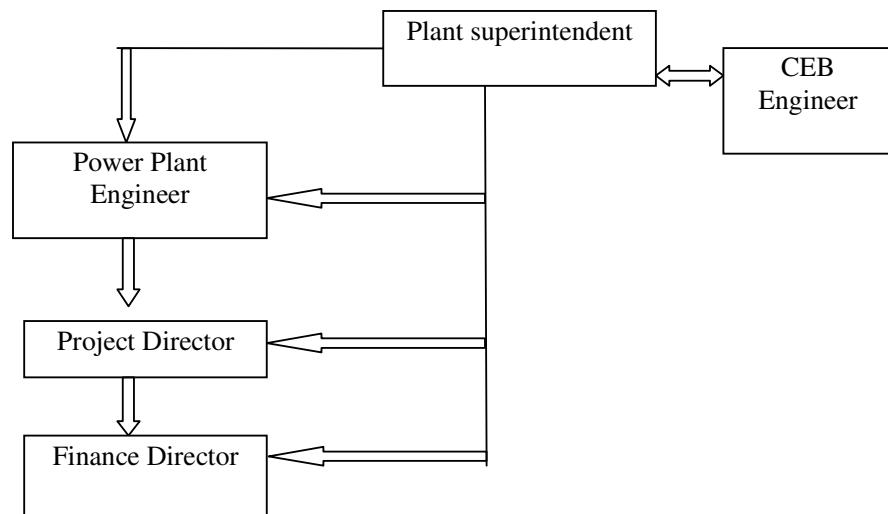 Plant superintendent
CEB
Engineer
Power Plant
Engineer
Project Director
Finance Director